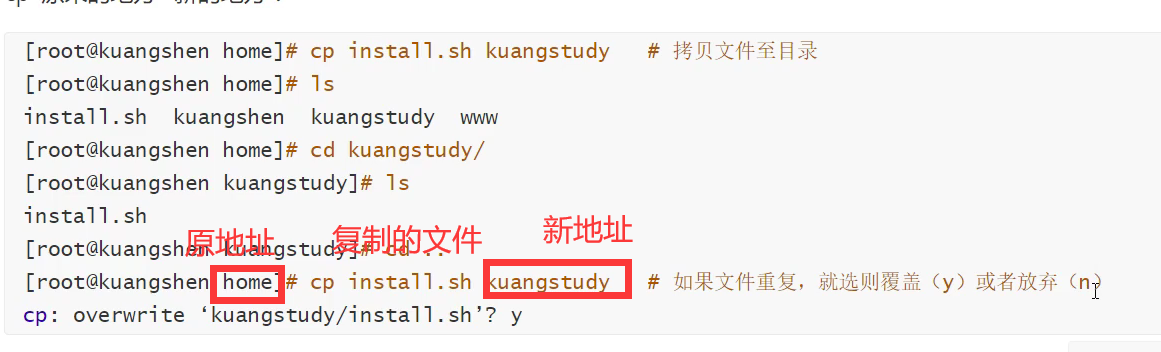 [root@kuangshen home]# cp install.sh kuangstudy # 拷贝文件至目录
[root@kuangshen home]# ls
install.sh kuangshen kuangstudy www
[root@kuangshen home]# cd kuangstudy/
[root@kuangshen kuangstudy]# ls
install.sh
原地址 复制的文件 新地址
[root@kuangshen kuangstudy]# cd ..
[root@kuangshen home]# cp install.sh kuangstudy # 如果文件重复，就选则覆盖（y）或者放弃（n）
cp: overwrite ‘kuangstudy/install.sh’? y